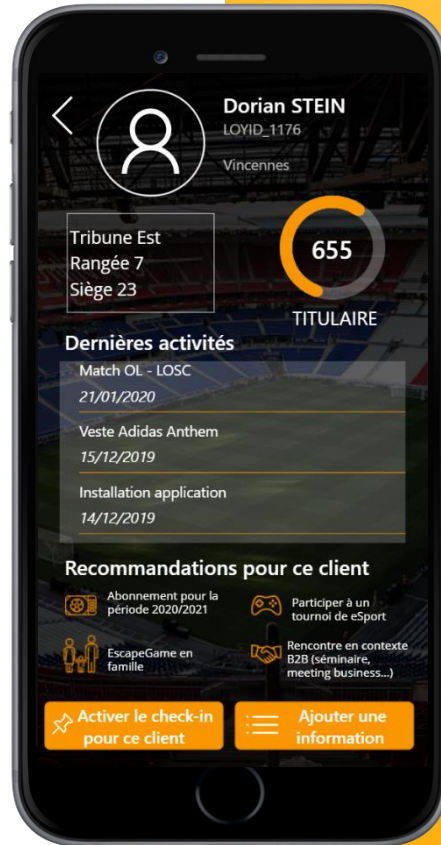 Dorian STEIN
LOYID_1176
Vincennes
Tribune Est
Rangée 7
Siège 23
655
TITULAIRE
Dernières activités
Match OL - LOSC
21/01/2020
Veste Adidas Anthem
15/12/2019
Installation application
14/12/2019
Recommandations pour ce client
Abonnement pour la
période 2020/2021
Participer à un
tournoi de eSport
EscapeGame en
famille
Rencontre en contexte
B2B (séminaire,
meeting business...)
Activer le check-in
pour ce client
Ajouter une
information